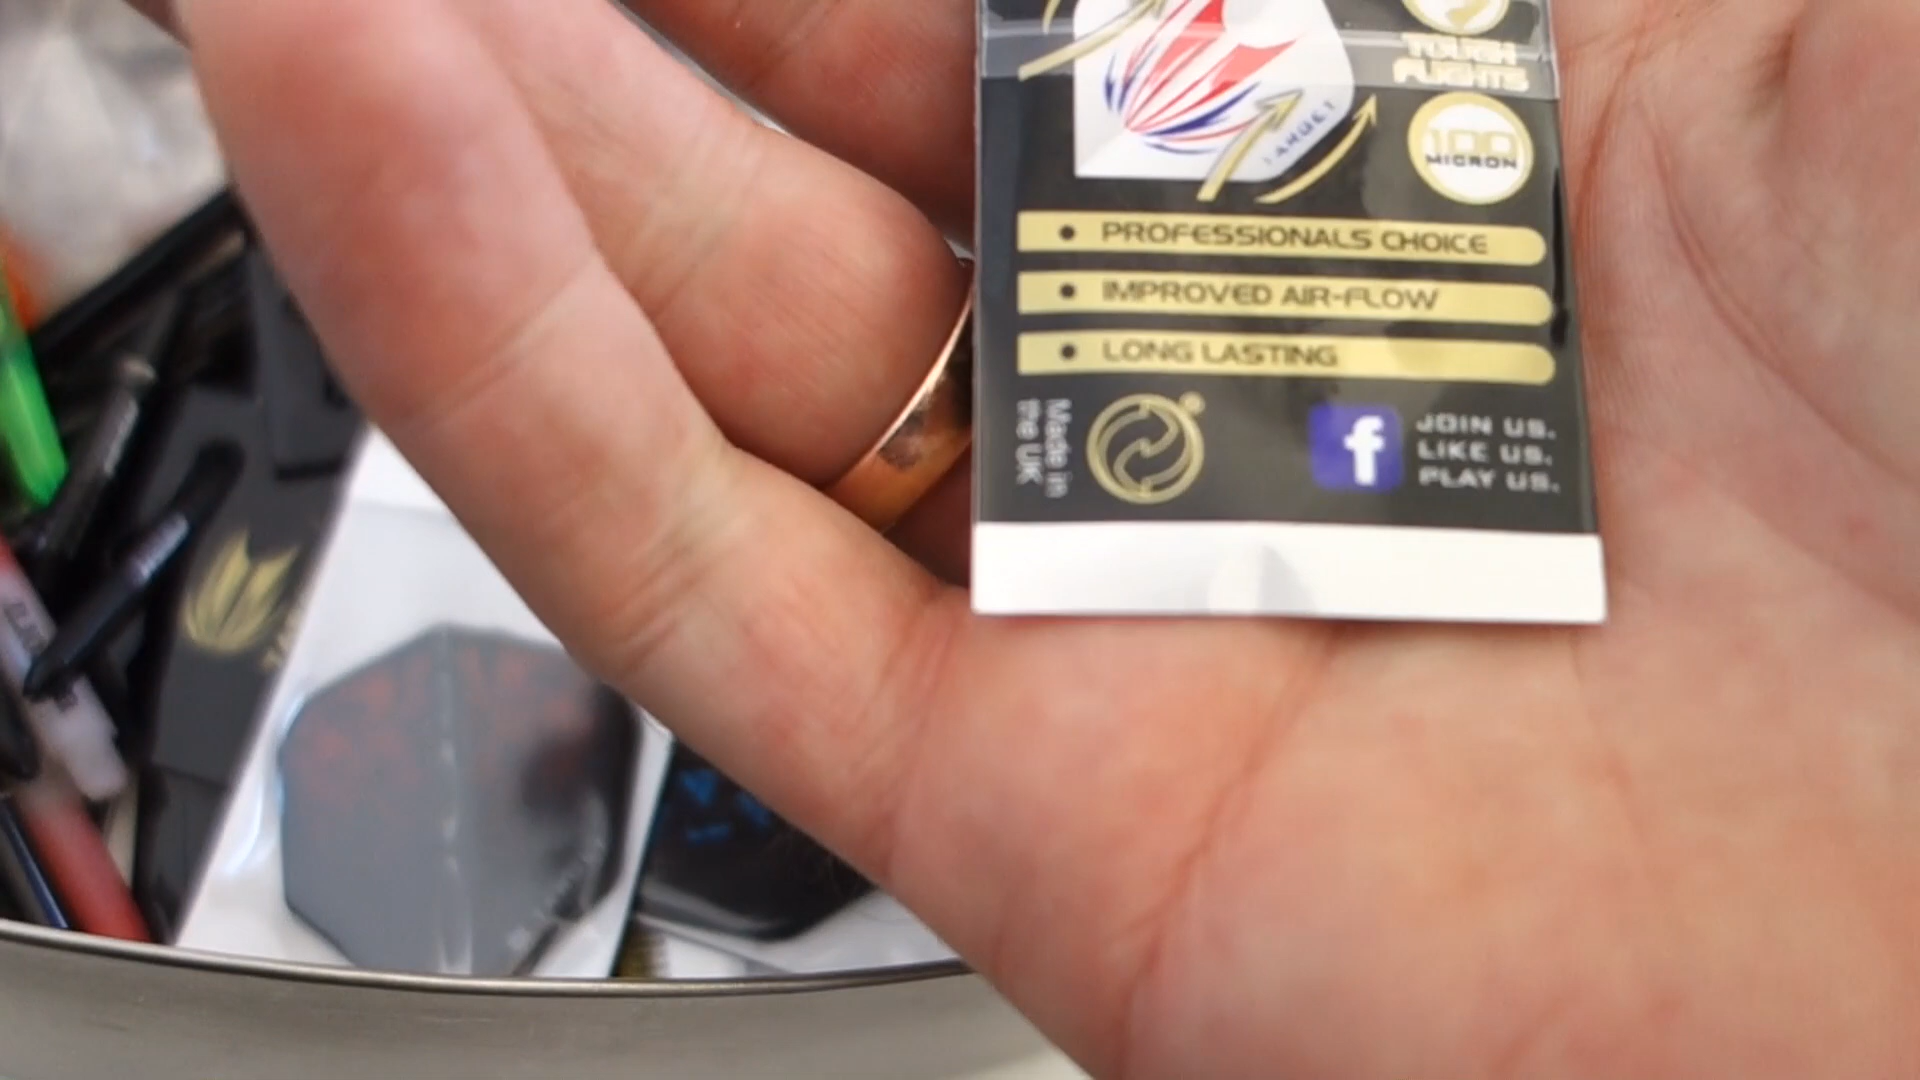 TOUGH
FLIGHTS
TARGET
100
MICRON
• PROFESSIONALS CHOICE
• IMPROVED AIR-FLOW
• LONG LASTING
Made in
the UK
f
JOIN US.
LIKE US.
PLAY US.